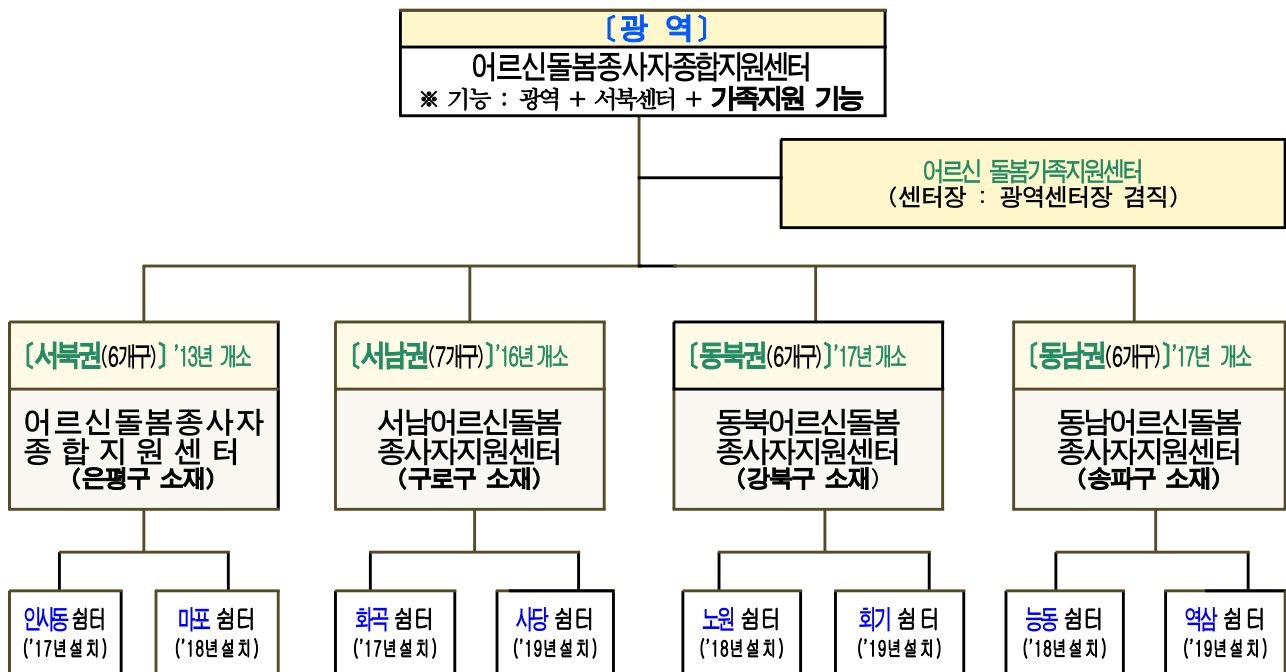 〔광 역〕
어르신돌봄종사자종합지원센터
※ 기능 : 광역 + 서북센터 + 가족지원 기능
어르신 돌봄가족지원센터
(센터장 : 광역센터장 겸직)
〔서북권(6개구)〕 '13년 개소
어르신돌봄종사자
종 합 지 원 센 터
(은평구 소재)
〔서남권(7개구)〕'16년 개소
서남어르신돌봄
종사자지원센터
(구로구 소재)
〔동북권(6개구)〕'17년 개소
동북어르신돌봄
종사자지원센터
(강북구 소재)
〔동남권(6개구)〕'17년 개소
동남어르신돌봄
종사자지원센터
(송파구 소재)
인사동 쉼터
('17년설치)
마포 쉼터
('18년설치)
화곡 쉼터
('17년설치)
사당 쉼터
('19년설치)
노원 쉼터
('18년설치)
회기 쉼터
('19년설치)
능동 쉼터
('18년설치)
역삼 쉼터
('19년설치)